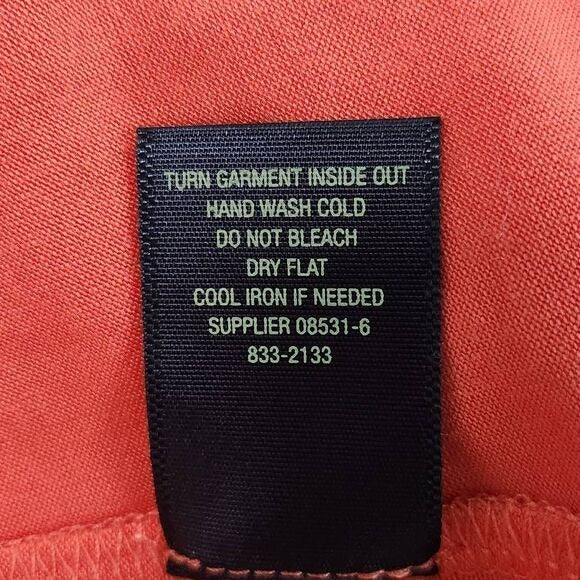 TURN GARMENT INSIDE OUT
HAND WASH COLD
DO NOT BLEACH
DRY FLAT
COOL IRON IF NEEDED
SUPPLIER 08531-6
833-2133